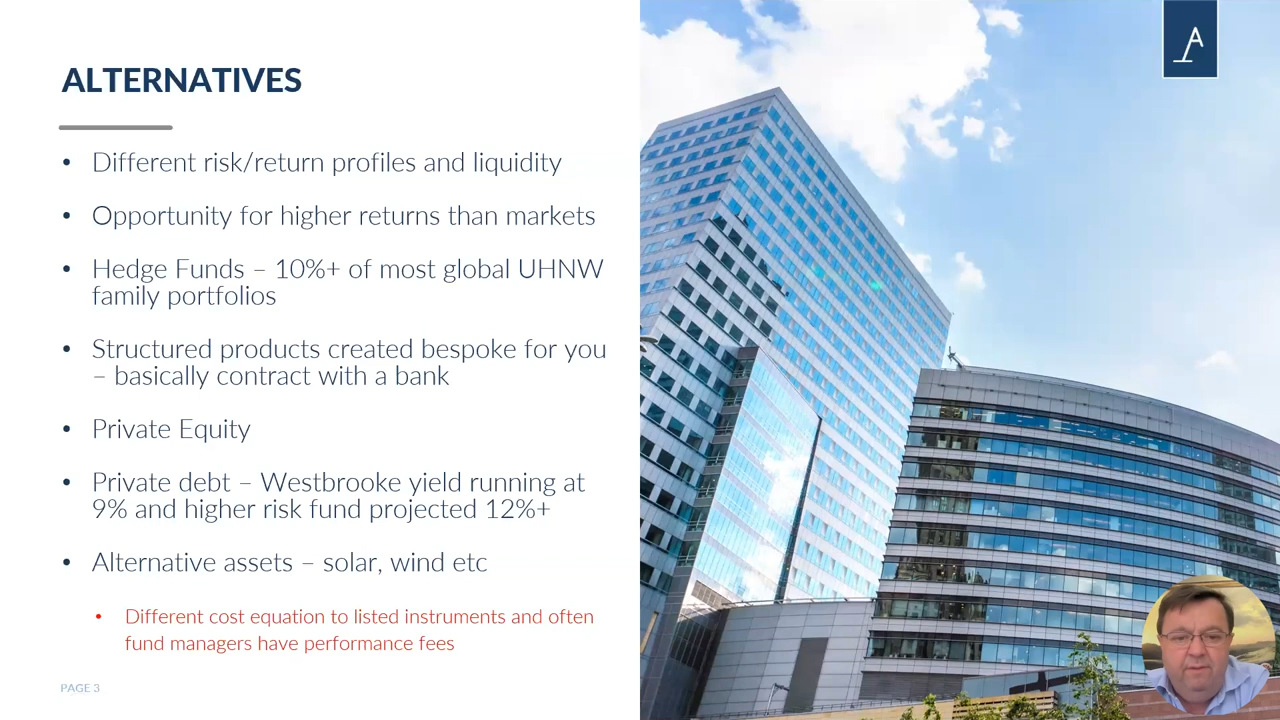 ALTERNATIVES
• Different risk/return profiles and liquidity
• Opportunity for higher returns than markets
• Hedge Funds – 10%+ of most global UHNW
family portfolios
• Structured products created bespoke for you
– basically contract with a bank
• Private Equity
• Private debt – Westbrooke yield running at
9% and higher risk fund projected 12%+
• Alternative assets – solar, wind etc
• Different cost equation to listed instruments and often
fund managers have performance fees
PAGE 3
A